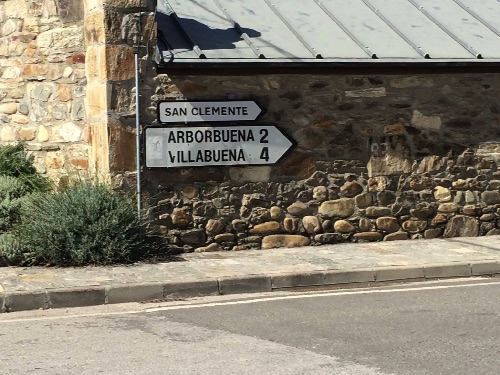 SAN CLEMENTE
ARBORBUENA 2
VILLABUENA 4